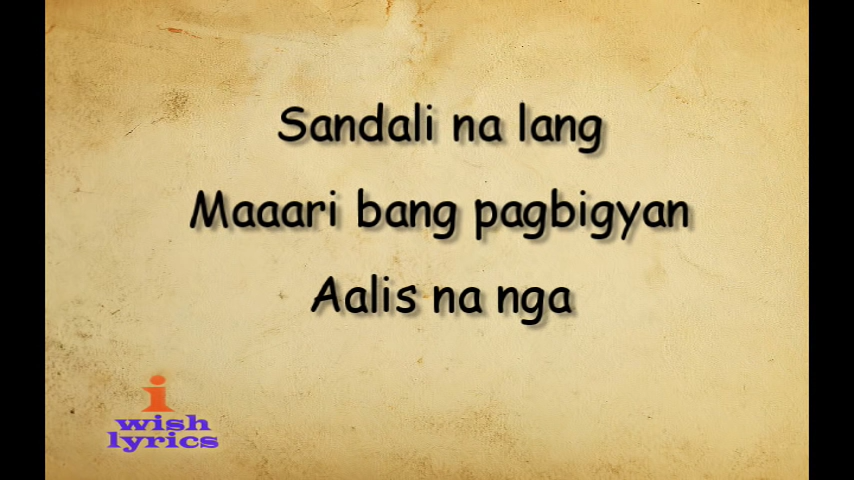 Sandali na lang
Maaari bang pagbigyan
Aalis na nga
i
wish
lyrics